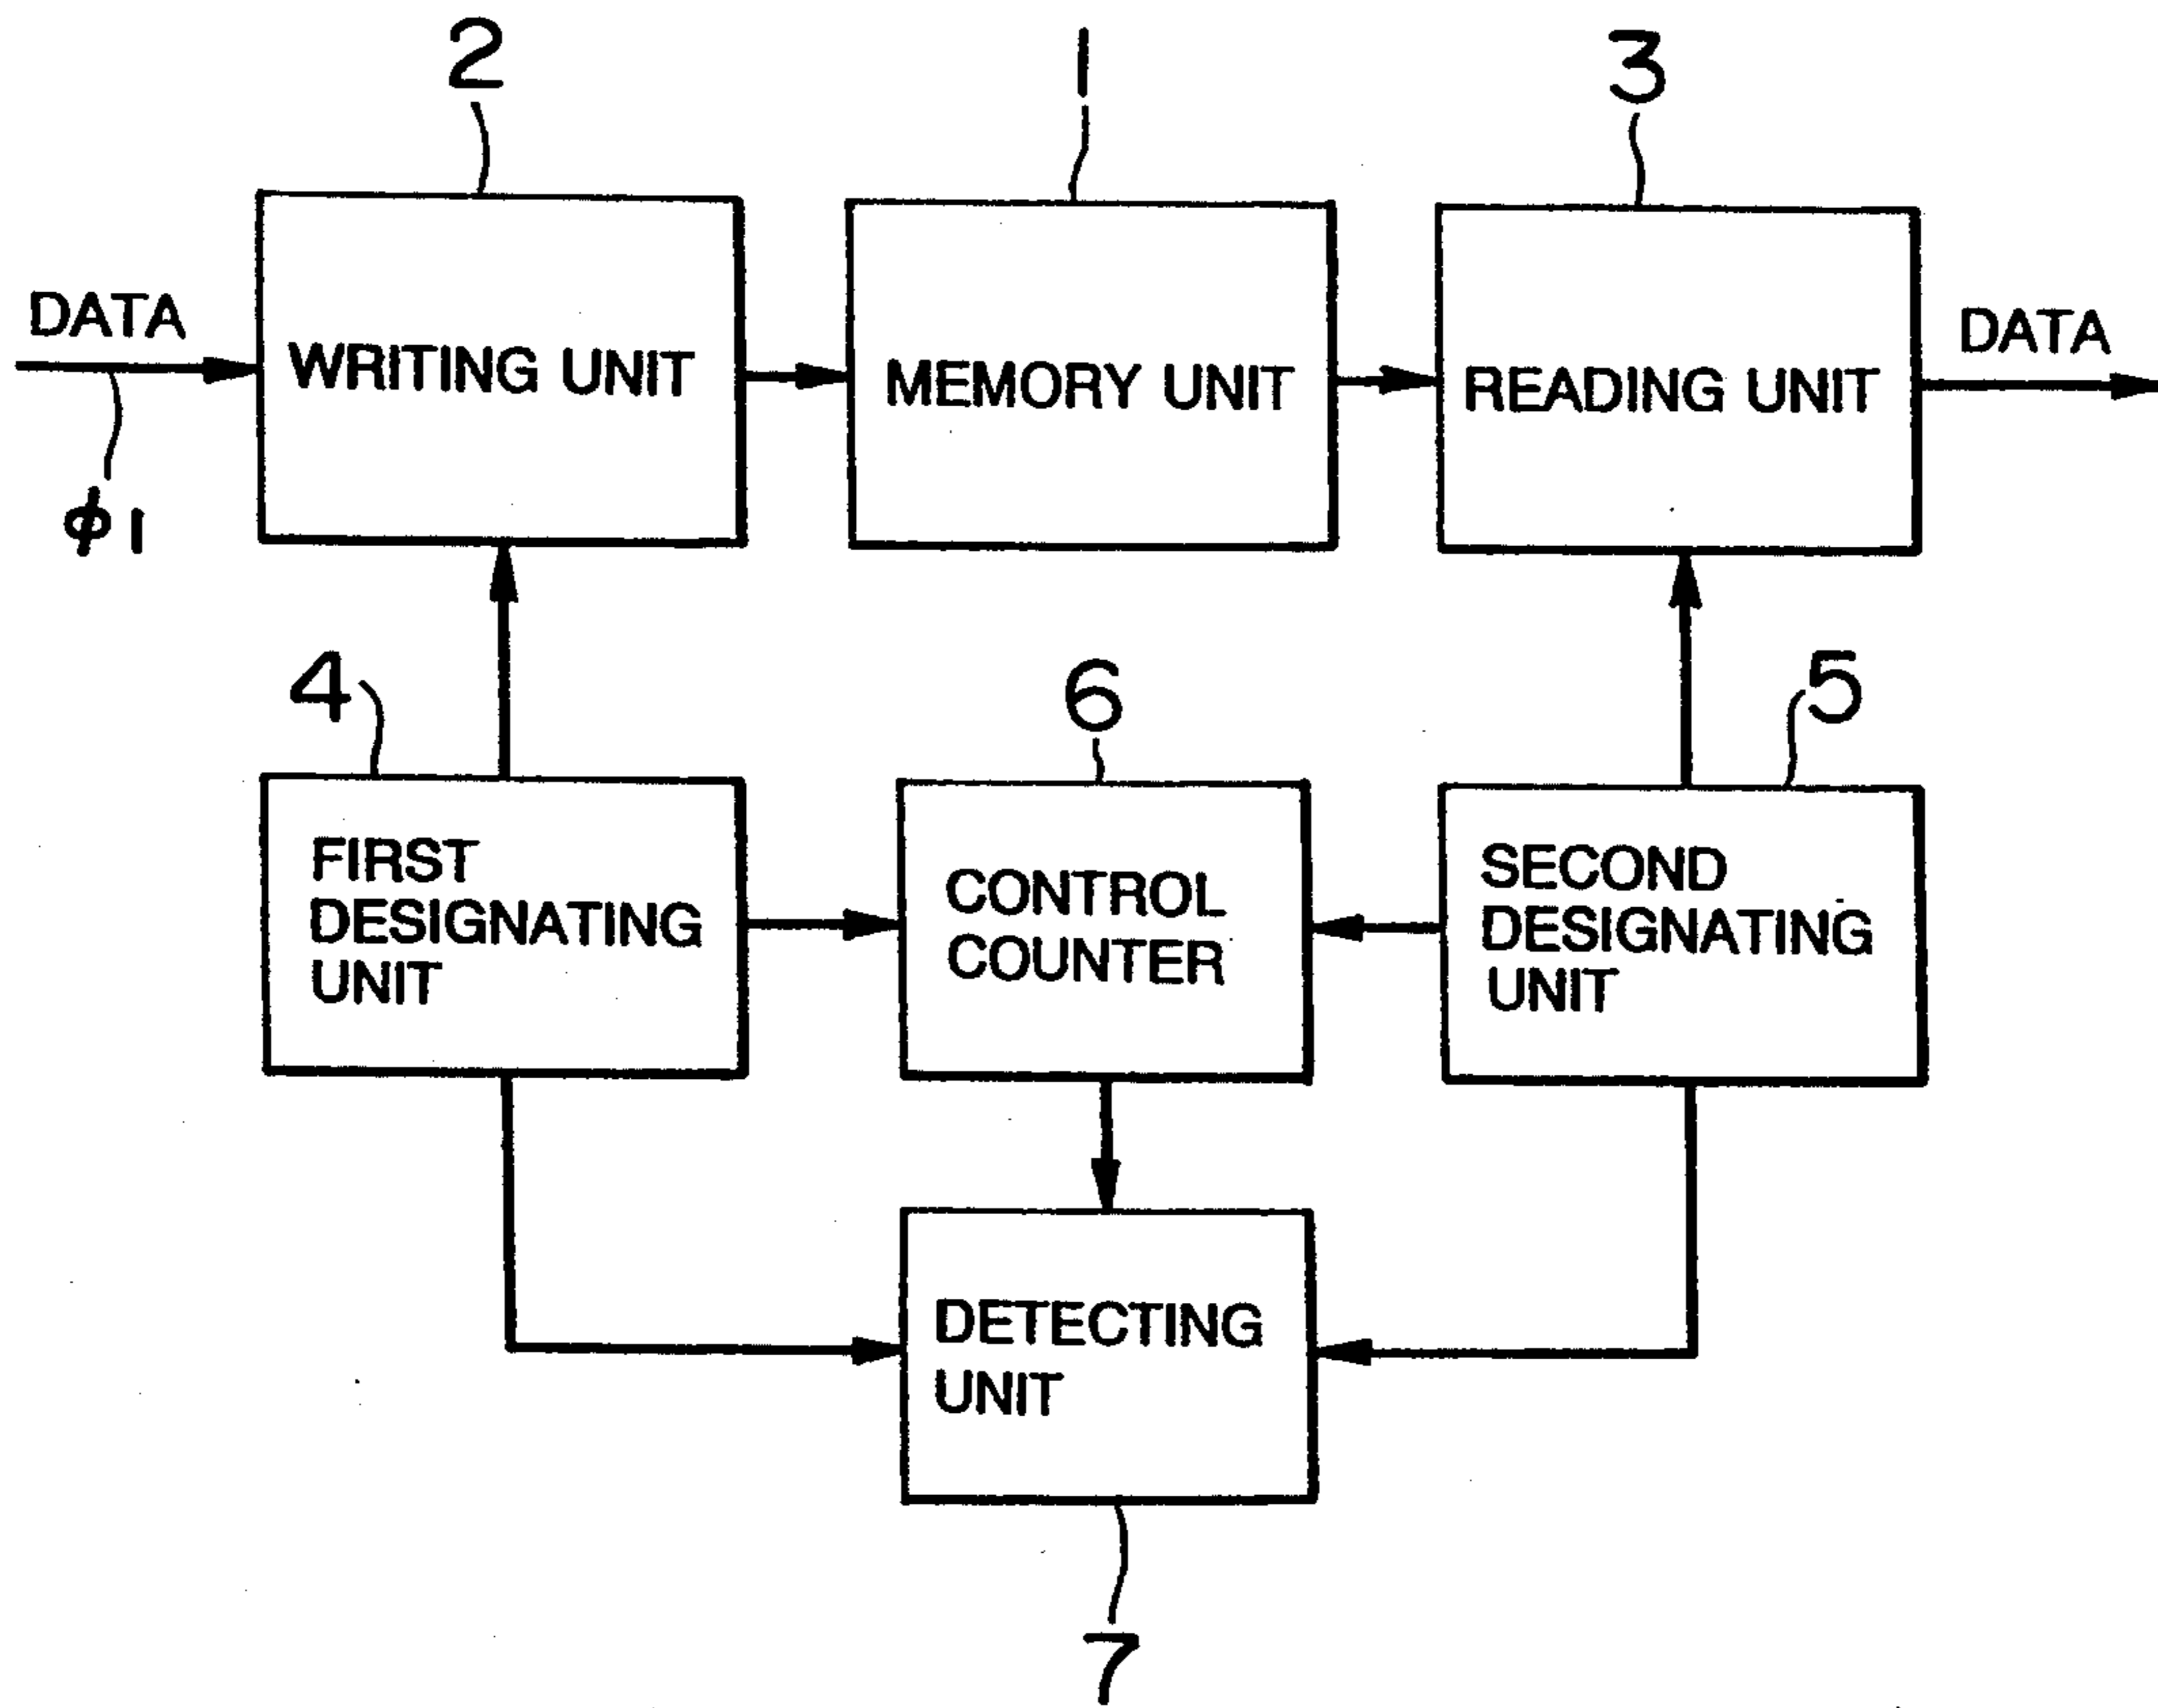 2
1
3
DATA
WRITING UNIT
MEMORY UNIT
READING UNIT
DATA
ϕ1
4
6
5
FIRST
DESIGNATING
UNIT
CONTROL
COUNTER
SECOND
DESIGNATING
UNIT
DETECTING
UNIT
7